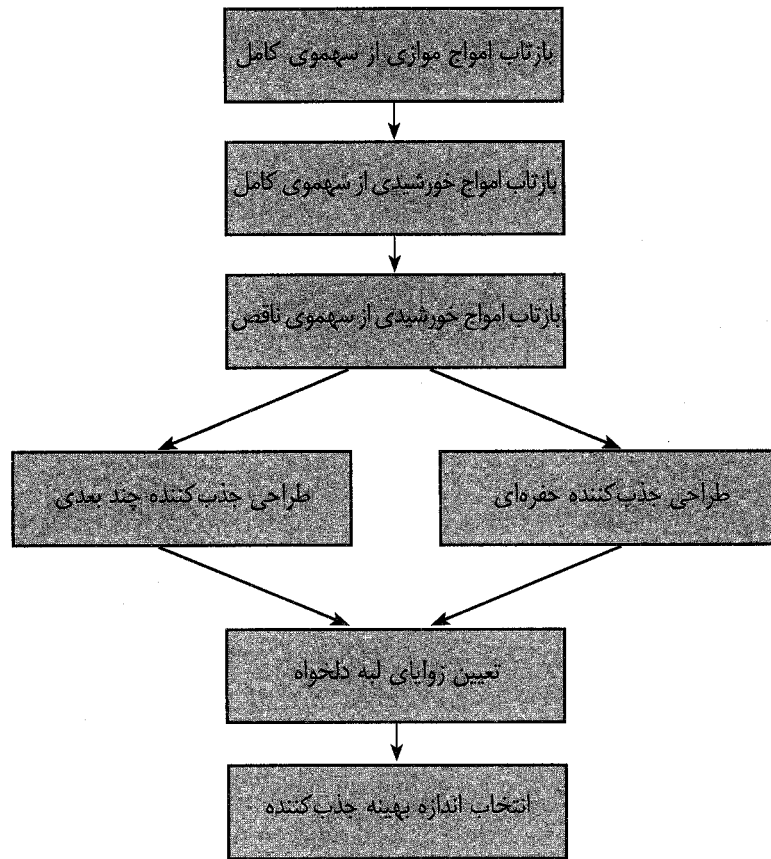 بازتاب امواج موازی از سهموی کامل
بازتاب امواج خورشیدی از سهموی کامل
بازتاب امواج خورشیدی از سهموی ناقص
طراحی جذب‌کننده حفره‌ای
طراحی جذب‌کننده چند بعدی
تعیین زوایای لبه دلخواه
انتخاب اندازه بهینه جذب‌کننده